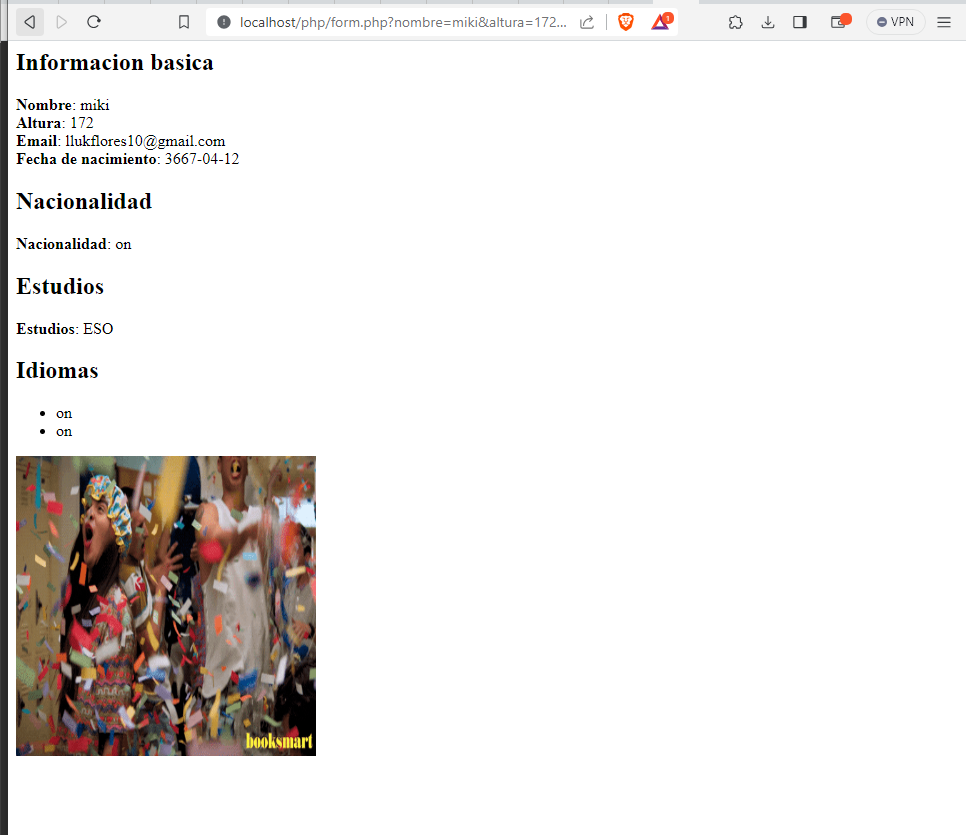 localhost/php/form.php?nombre=miki&altura=172...
1
VPN
Informacion basica
Nombre: miki
Altura: 172
Email: llukflores10@gmail.com
Fecha de nacimiento: 3667-04-12
Nacionalidad
Nacionalidad: on
Estudios
Estudios: ESO
Idiomas
on
on
booksmart